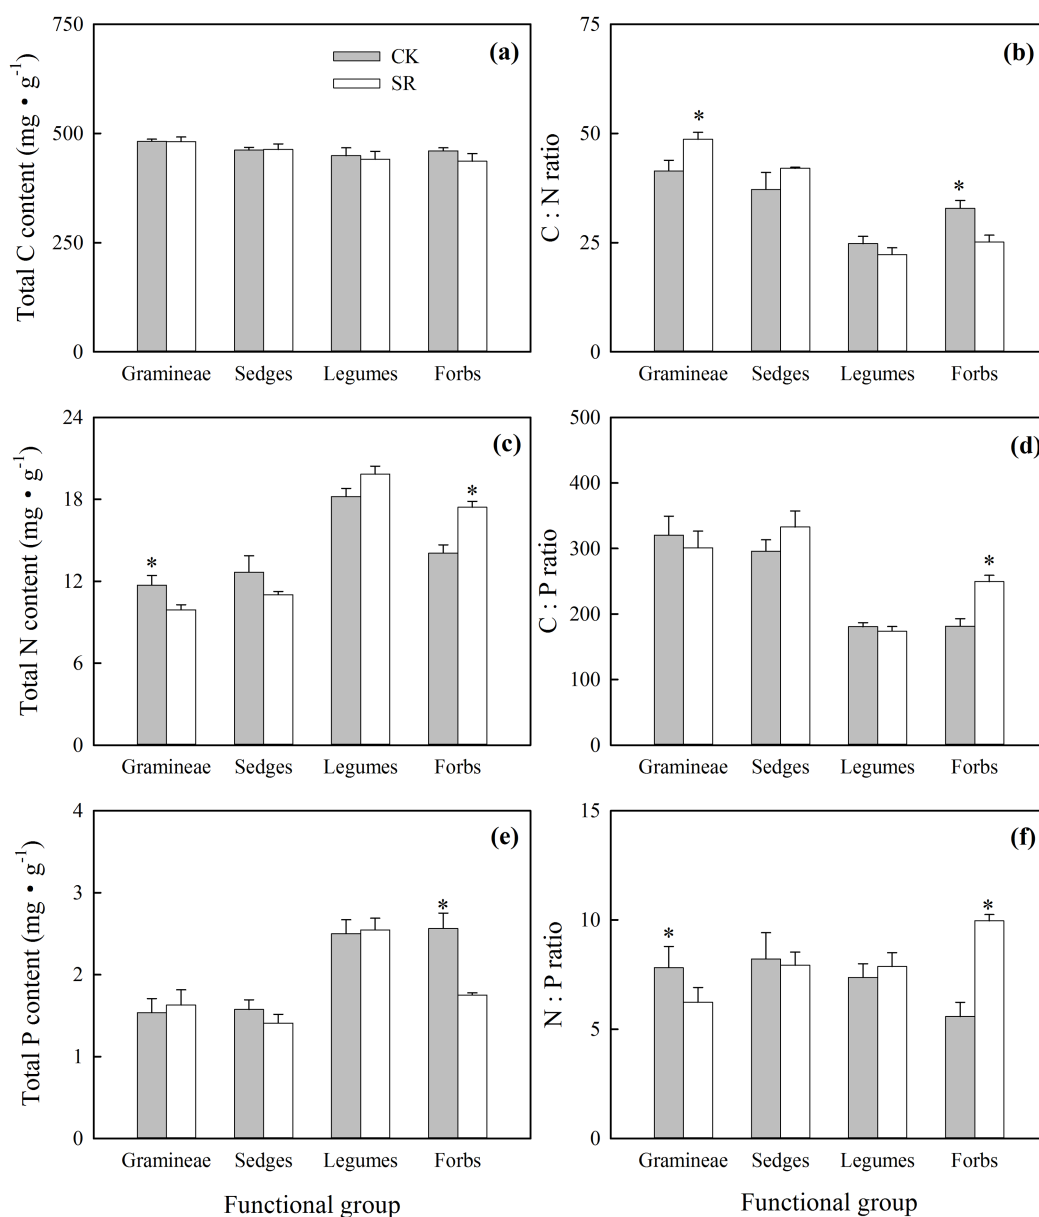 Total C content (mg • g-1)
750
500
250
0
(a)
CK
SR
Gramineae Sedges Legumes Forbs
C : N ratio
75
50
25
0
(b)
*
*
Gramineae Sedges Legumes Forbs
Total N content (mg • g-1)
24
18
12
6
0
(c)
*
*
Gramineae Sedges Legumes Forbs
C : P ratio
500
400
300
200
100
0
(d)
*
Gramineae Sedges Legumes Forbs
Total P content (mg • g-1)
4
3
2
1
0
(e)
*
Gramineae Sedges Legumes Forbs
Functional group
N : P ratio
15
10
5
0
(f)
*
*
Gramineae Sedges Legumes Forbs
Functional group